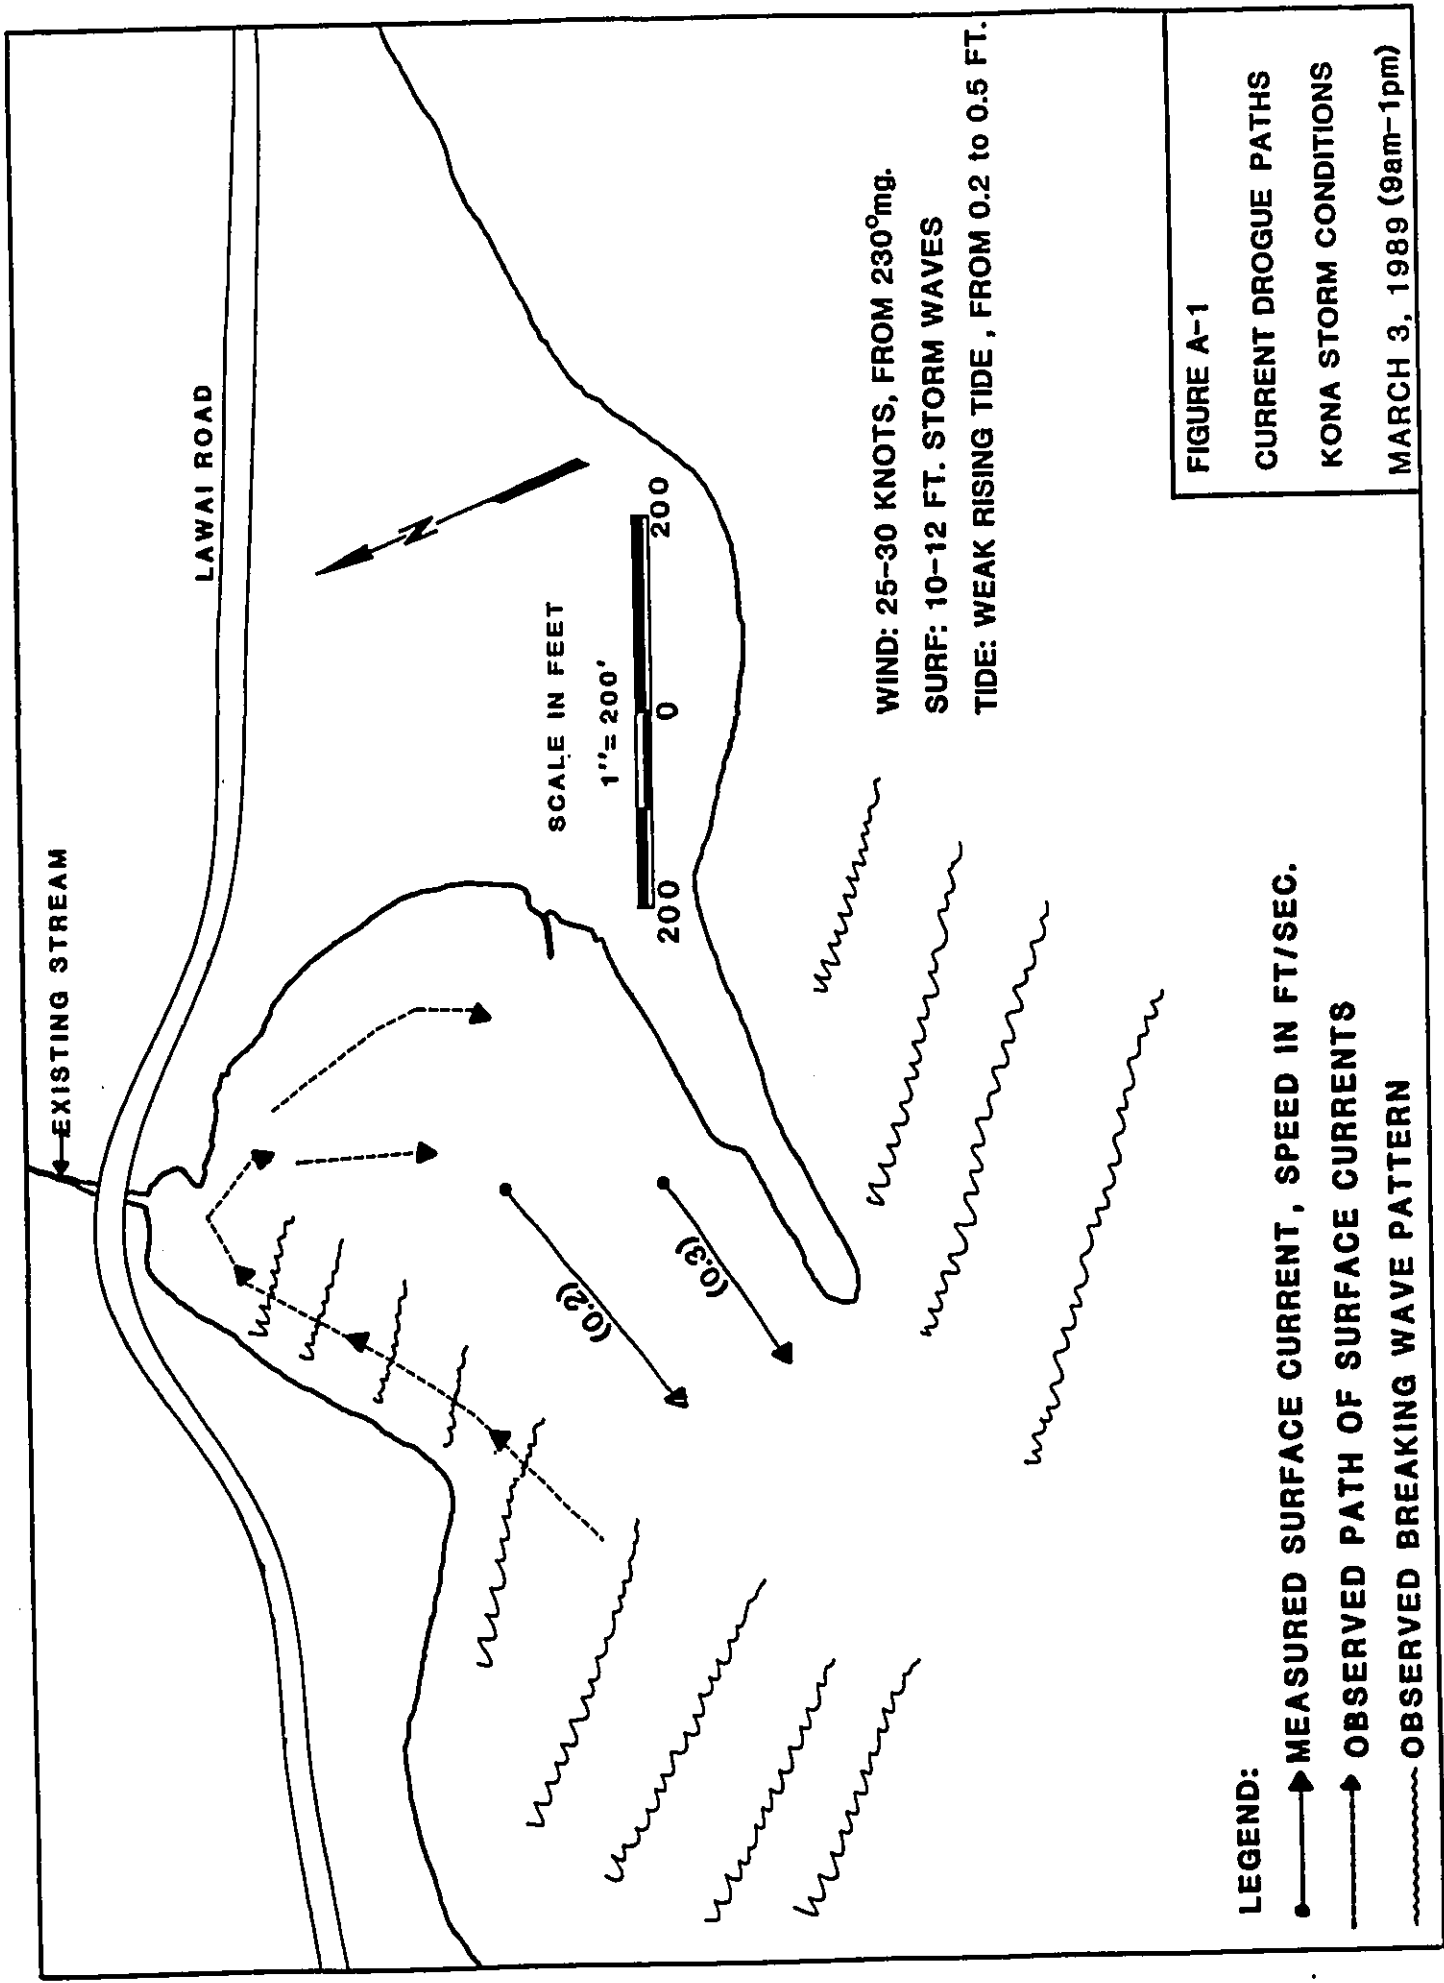 EXISTING STREAM
LAWAI ROAD
N
SCALE IN FEET
1"=200'
200 0 200
(0.2)
(0.3)
WIND: 25-30 KNOTS, FROM 230°mg.
SURF: 10-12 FT. STORM WAVES
TIDE: WEAK RISING TIDE , FROM 0.2 to 0.5 FT.
LEGEND:
MEASURED SURFACE CURRENT, SPEED IN FT/SEC.
OBSERVED PATH OF SURFACE CURRENTS
OBSERVED BREAKING WAVE PATTERN
FIGURE A-1
CURRENT DROGUE PATHS
KONA STORM CONDITIONS
MARCH 3, 1989 (9am-1pm)